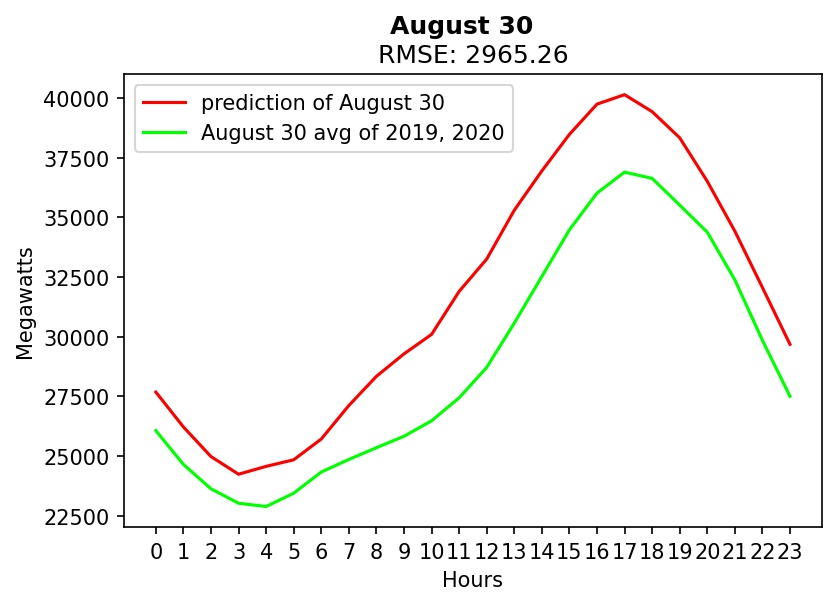 August 30
RMSE: 2965.26
prediction of August 30
August 30 avg of 2019, 2020
40000
37500
35000
32500
30000
27500
25000
22500
Megawatts
0 1 2 3 4 5 6 7 8 9 10 11 12 13 14 15 16 17 18 19 20 21 22 23
Hours